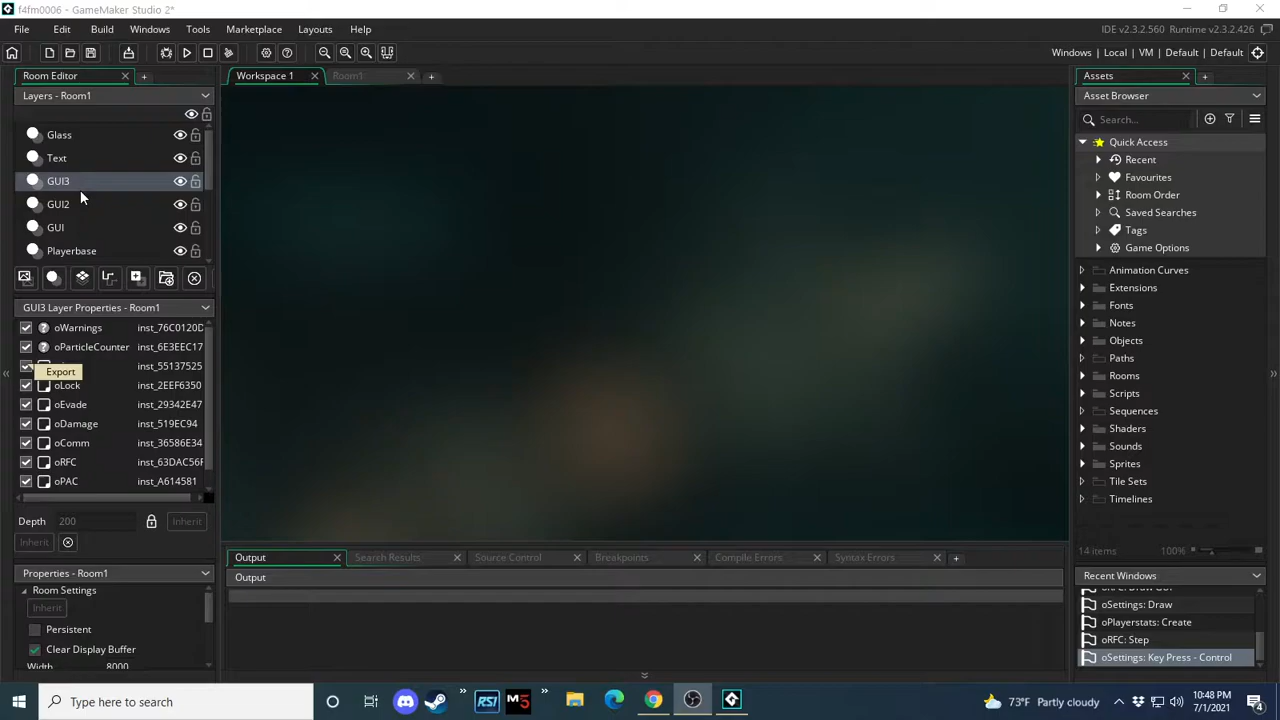 f4fm0006 - GameMaker Studio 2*
File Edit Build Windows Tools Marketplace Layouts Help
IDE v2.3.2.560 Runtime v2.3.2.426
Windows | Local | VM | Default | Default
Room Editor
Workspace 1
Room1
Assets
Layers - Room1
Asset Browser
Search...
Glass
Text
GUI3
GUI2
GUI
Playerbase
Quick Access
Recent
Favourites
Room Order
Saved Searches
Tags
Game Options
Animation Curves
Extensions
Fonts
Notes
Objects
Paths
Rooms
Scripts
Sequences
Shaders
Sounds
Sprites
Tile Sets
Timelines
GUI3 Layer Properties - Room1
oWarnings inst_76C0120D
oParticleCounter inst_6E3EEC17
inst_55137525
Export
oLock inst_2EEF6350
oEvade inst_29342E47
oDamage inst_519EC94
oComm inst_36586E34
oRFC inst_63DAC56F
oPAC inst_A614581
Depth 200 Inherit
Inherit
Properties - Room1
Room Settings
Inherit
Persistent
Clear Display Buffer
Width 8000
Output Search Results Source Control Breakpoints Compile Errors Syntax Errors
Output
14 items 100%
Recent Windows
oSettings: Draw
oPlayerstats: Create
oRFC: Step
oSettings: Key Press - Control
Type here to search
RSI
M5
73°F Partly cloudy
10:48 PM
7/1/2021